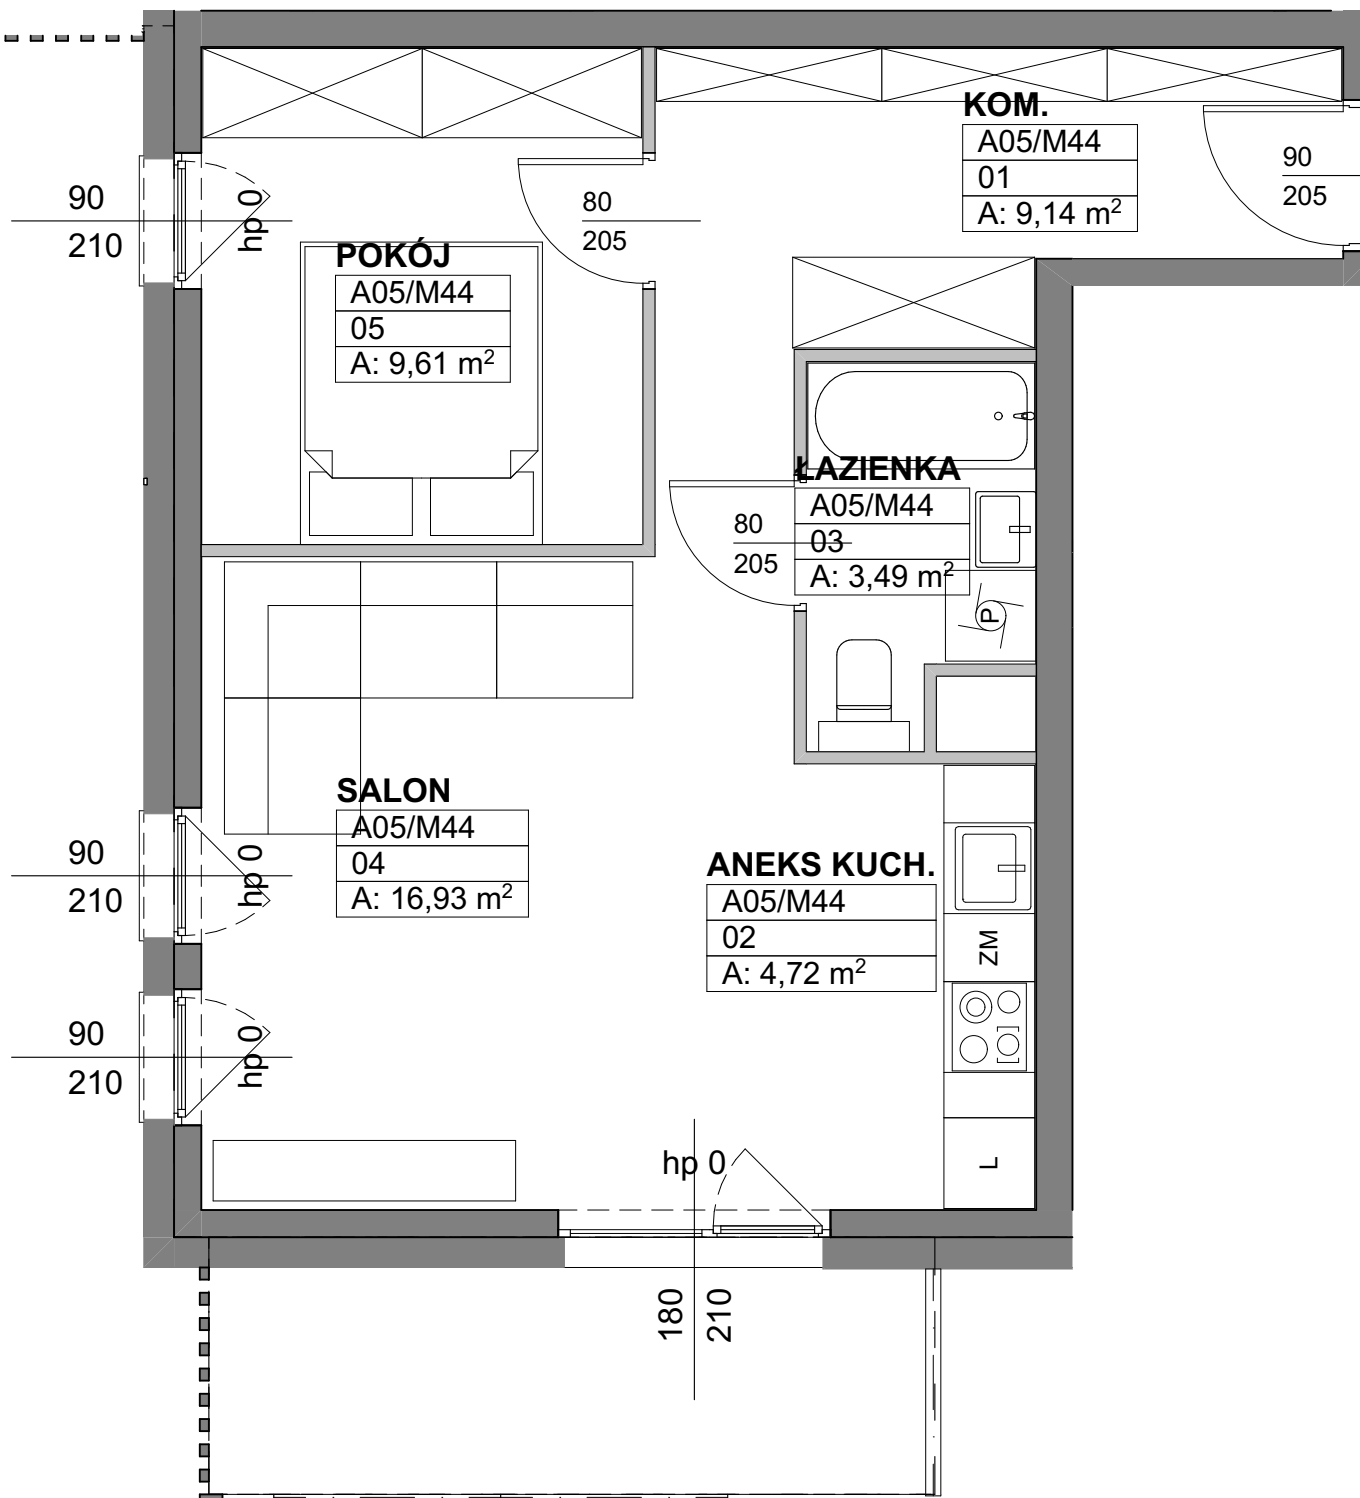 KOM.
A05/M44
01
A: 9,14 m²
90
205
90
210
hp 0
80
205
POKÓJ
A05/M44
05
A: 9,61 m²
ŁAZIENKA
A05/M44
03
A: 3,49 m²
80
205
P
SALON
A05/M44
04
A: 16,93 m²
90
210
hp 0
ANEKS KUCH.
A05/M44
02
A: 4,72 m²
ZM
90
210
hp 0
L
hp 0
180
210